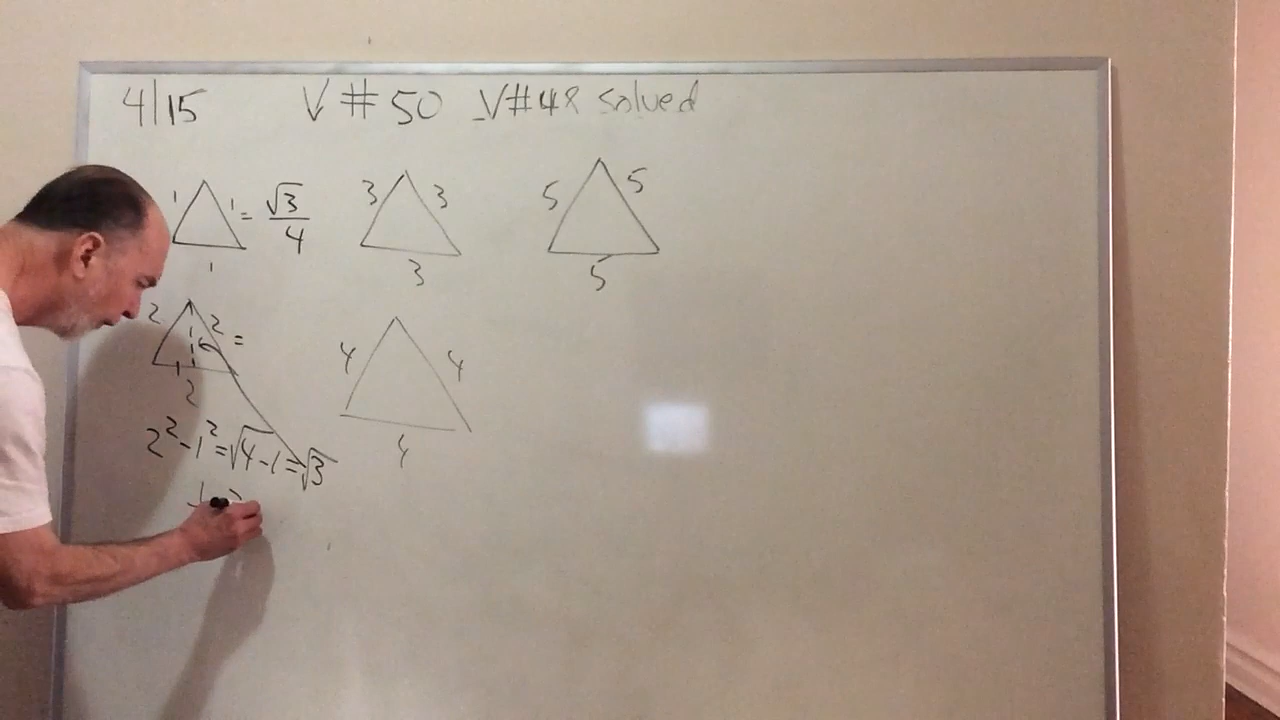 4/15 V # 50 V#48 solved
1 1 = √3/4
1
3 3
3
5 5
5
2 2 =
1
2
4 4
4
2² - 1² = √4-1 = √3